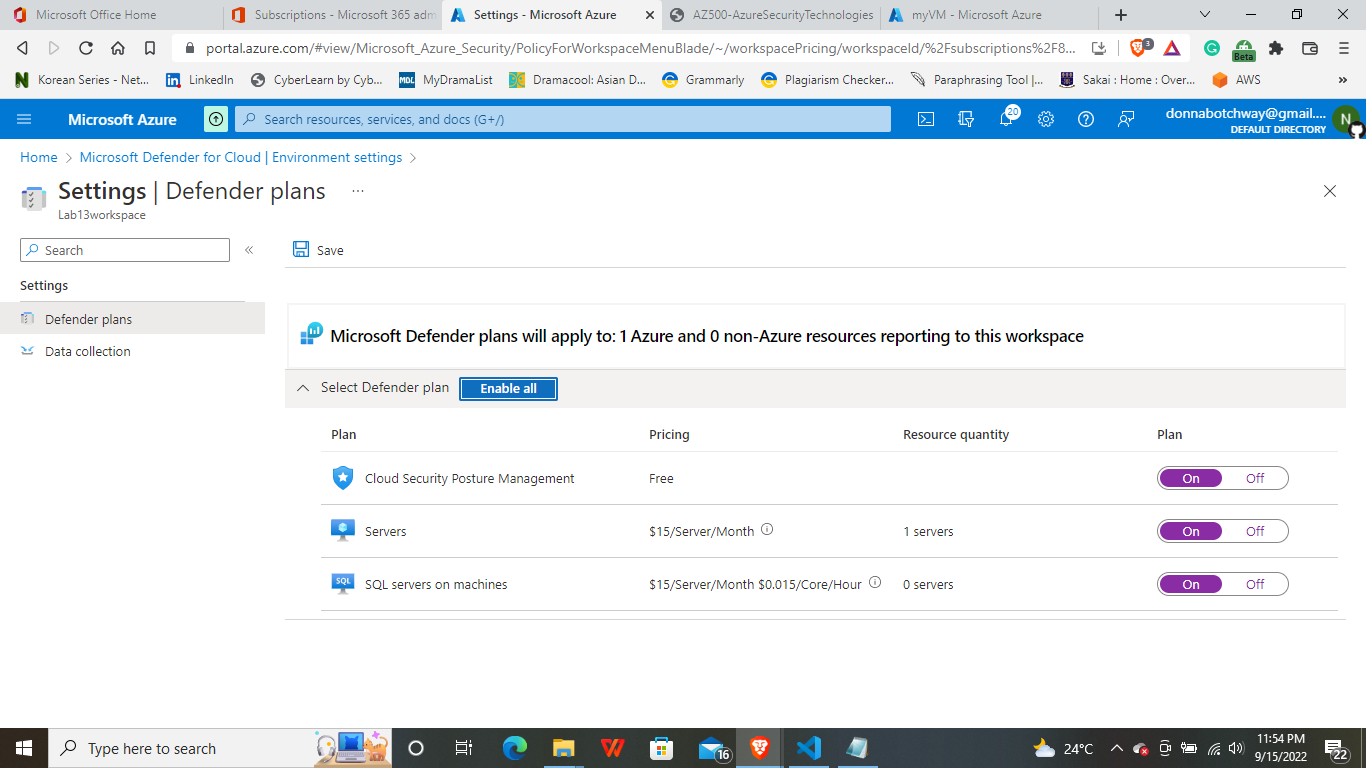 Microsoft Office Home
Subscriptions - Microsoft 365 adm
Settings - Microsoft Azure
AZ500-AzureSecurityTechnologies
myVM - Microsoft Azure
portal.azure.com/#view/Microsoft_Azure_Security/PolicyForWorkspaceMenuBlade/~/workspacePricing/workspaceId/%2Fsubscriptions%2F8...
3
Beta
Korean Series - Net...
LinkedIn
CyberLearn by Cyb...
MDL MyDramaList
Dramacool: Asian D...
Grammarly
Plagiarism Checker...
Paraphrasing Tool |...
Sakai : Home : Over...
AWS
Microsoft Azure
Search resources, services, and docs (G+/)
20
donnabotchway@gmail....
DEFAULT DIRECTORY
N
Home > Microsoft Defender for Cloud | Environment settings >
Settings | Defender plans ...
Lab13workspace
Search
«
Save
Settings
Defender plans
Data collection
Microsoft Defender plans will apply to: 1 Azure and 0 non-Azure resources reporting to this workspace
Select Defender plan Enable all
Plan Pricing Resource quantity Plan
Cloud Security Posture Management Free On Off
Servers $15/Server/Month 1 servers On Off
SQL SQL servers on machines $15/Server/Month $0.015/Core/Hour 0 servers On Off
Type here to search
16
24°C
11:54 PM
9/15/2022
22